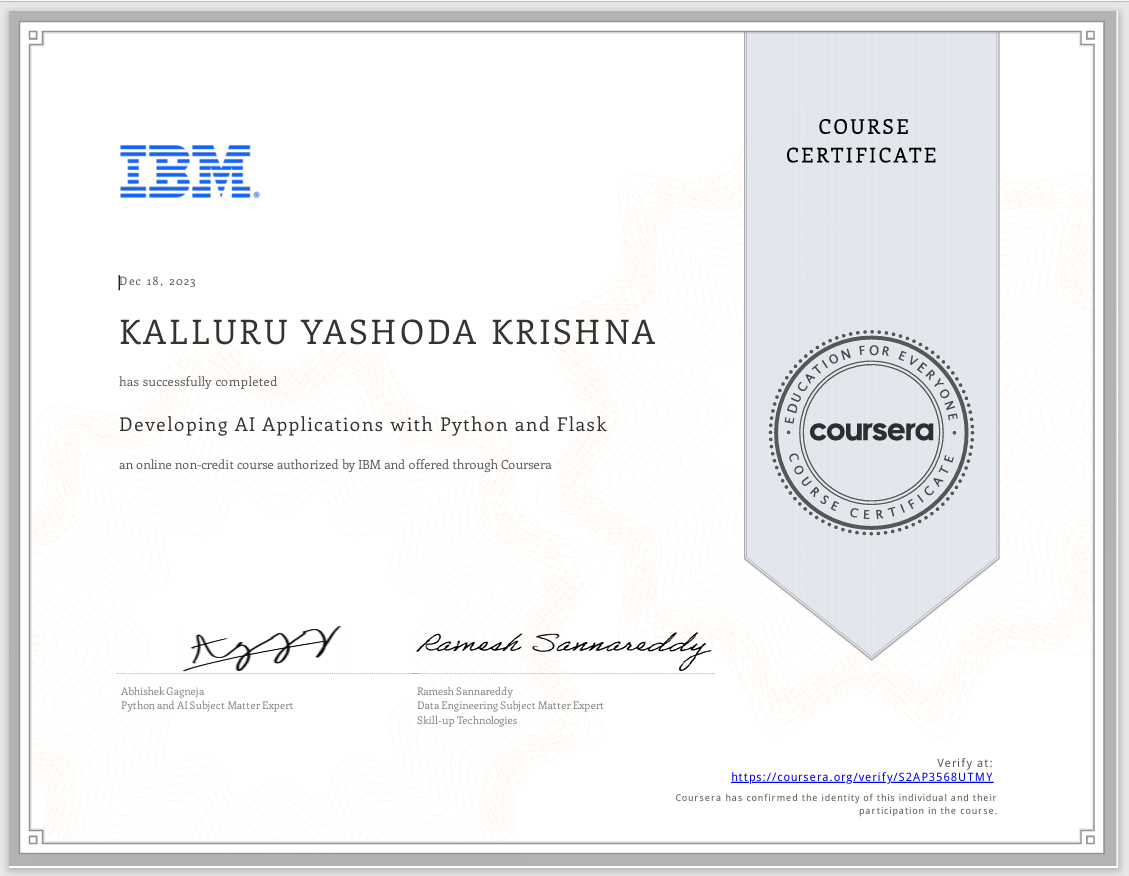 COURSE
CERTIFICATE
IBM®
Dec 18, 2023
KALLURU YASHODA KRISHNA
has successfully completed
Developing AI Applications with Python and Flask
an online non-credit course authorized by IBM and offered through Coursera
• EDUCATION FOR EVERYONE •
coursera
COURSE CERTIFICATE
Ramesh Sannareddy
Abhishek Gagneja
Python and AI Subject Matter Expert
Ramesh Sannareddy
Data Engineering Subject Matter Expert
Skill-up Technologies
Verify at:
https://coursera.org/verify/S2AP3568UTMY
Coursera has confirmed the identity of this individual and their
participation in the course.